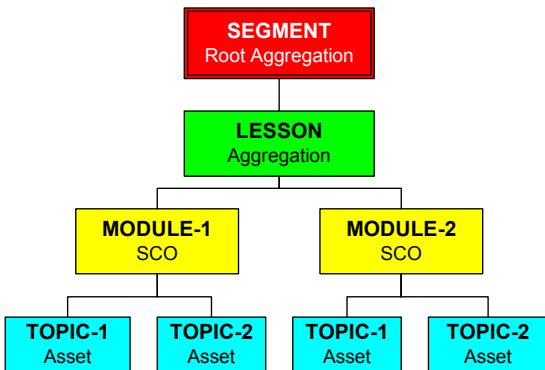 SEGMENT
Root Aggregation
LESSON
Aggregation
MODULE-1
SCO
MODULE-2
SCO
TOPIC-1
Asset
TOPIC-2
Asset
TOPIC-1
Asset
TOPIC-2
Asset